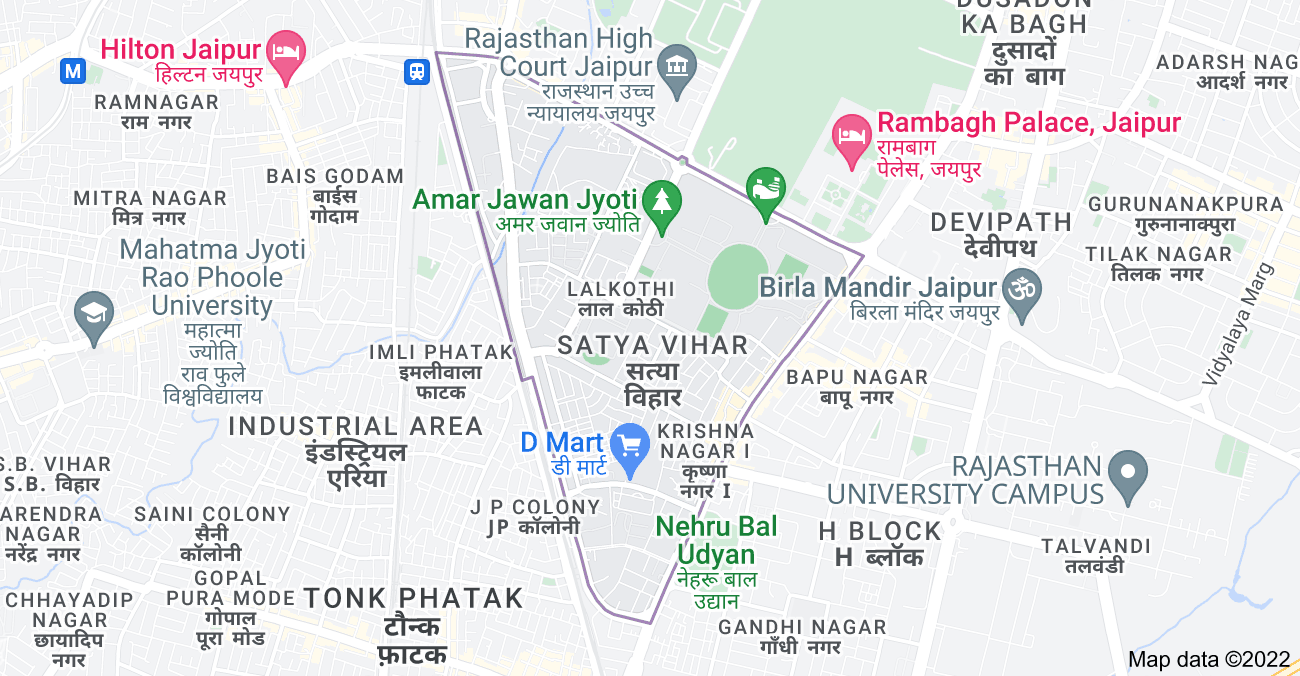 DUSADON
KA BAGH
दुसादों
का बाग
Hilton Jaipur
हिल्टन जयपुर
M
Rajasthan High
Court Jaipur
राजस्थान उच्च
न्यायालय जयपुर
ADARSH NAG
आदर्श नगर
RAMNAGAR
राम नगर
Rambagh Palace, Jaipur
रामबाग
पेलेस, जयपुर
BAIS GODAM
बाईस
गोदाम
MITRA NAGAR
मित्र नगर
Amar Jawan Jyoti
अमर जवान ज्योति
DEVIPATH
देवीपथ
GURUNANAKPURA
गुरुनानाक्पुरा
TILAK NAGAR
तिलक नगर
Mahatma Jyoti
Rao Phoole
University
महात्मा
ज्योति
राव फुले
विश्वविद्यालय
LALKOTHI
लाल कोठी
Birla Mandir Jaipur
बिरला मंदिर जयपुर
ॐ
Vidyalaya Marg
SATYA VIHAR
सत्या
विहार
IMLI PHATAK
इमलीवाला
फाटक
BAPU NAGAR
बापू नगर
INDUSTRIAL AREA
इंडस्ट्रियल
एरिया
D Mart
डी मार्ट
KRISHNA
NAGAR I
कृष्णा
नगर I
S.B. VIHAR
S.B. विहार
RAJASTHAN
UNIVERSITY CAMPUS
J P COLONY
JP कॉलोनी
ARENDRA
NAGAR
नरेंद्र नगर
SAINI COLONY
सैनी
कॉलोनी
Nehru Bal
Udyan
नेहरू बाल
उद्यान
H BLOCK
H ब्लॉक
TALVANDI
तलवंडी
GOPAL
PURA MODE
गोपाल
पूरा मोड
CHHAYADIP
NAGAR
छायादिप
नगर
TONK PHATAK
टौन्क
फ़ाटक
GANDHI NAGAR
गाँधी नगर
Map data ©2022